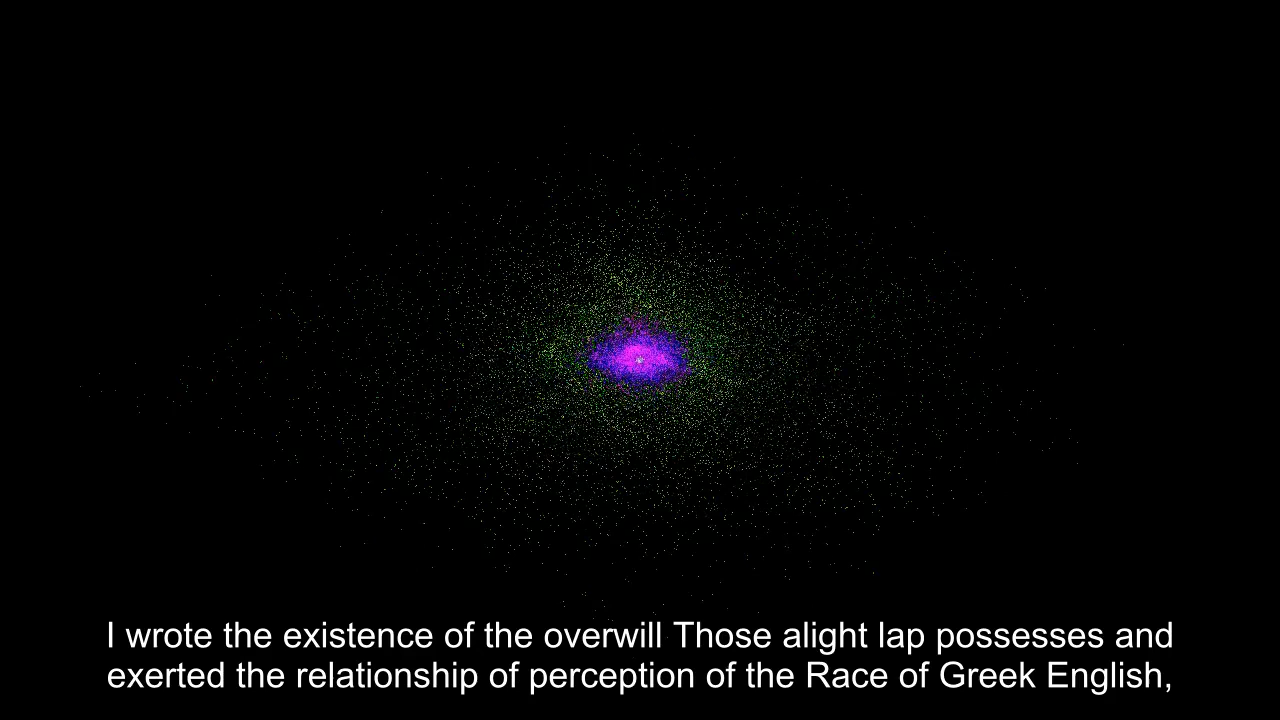 I wrote the existence of the overwill Those alight lap possesses and
exerted the relationship of perception of the Race of Greek English,